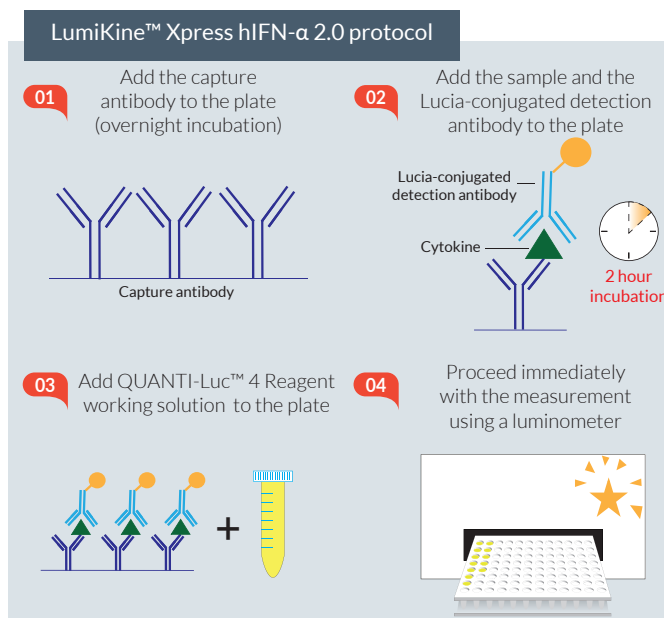 LumiKine™ Xpress hIFN-α 2.0 protocol
01
Add the capture
antibody to the plate
(overnight incubation)
Capture antibody
02
Add the sample and the
Lucia-conjugated detection
antibody to the plate
Lucia-conjugated
detection antibody
Cytokine
2 hour
incubation
03
Add QUANTI-Luc™ 4 Reagent
working solution to the plate
+
04
Proceed immediately
with the measurement
using a luminometer